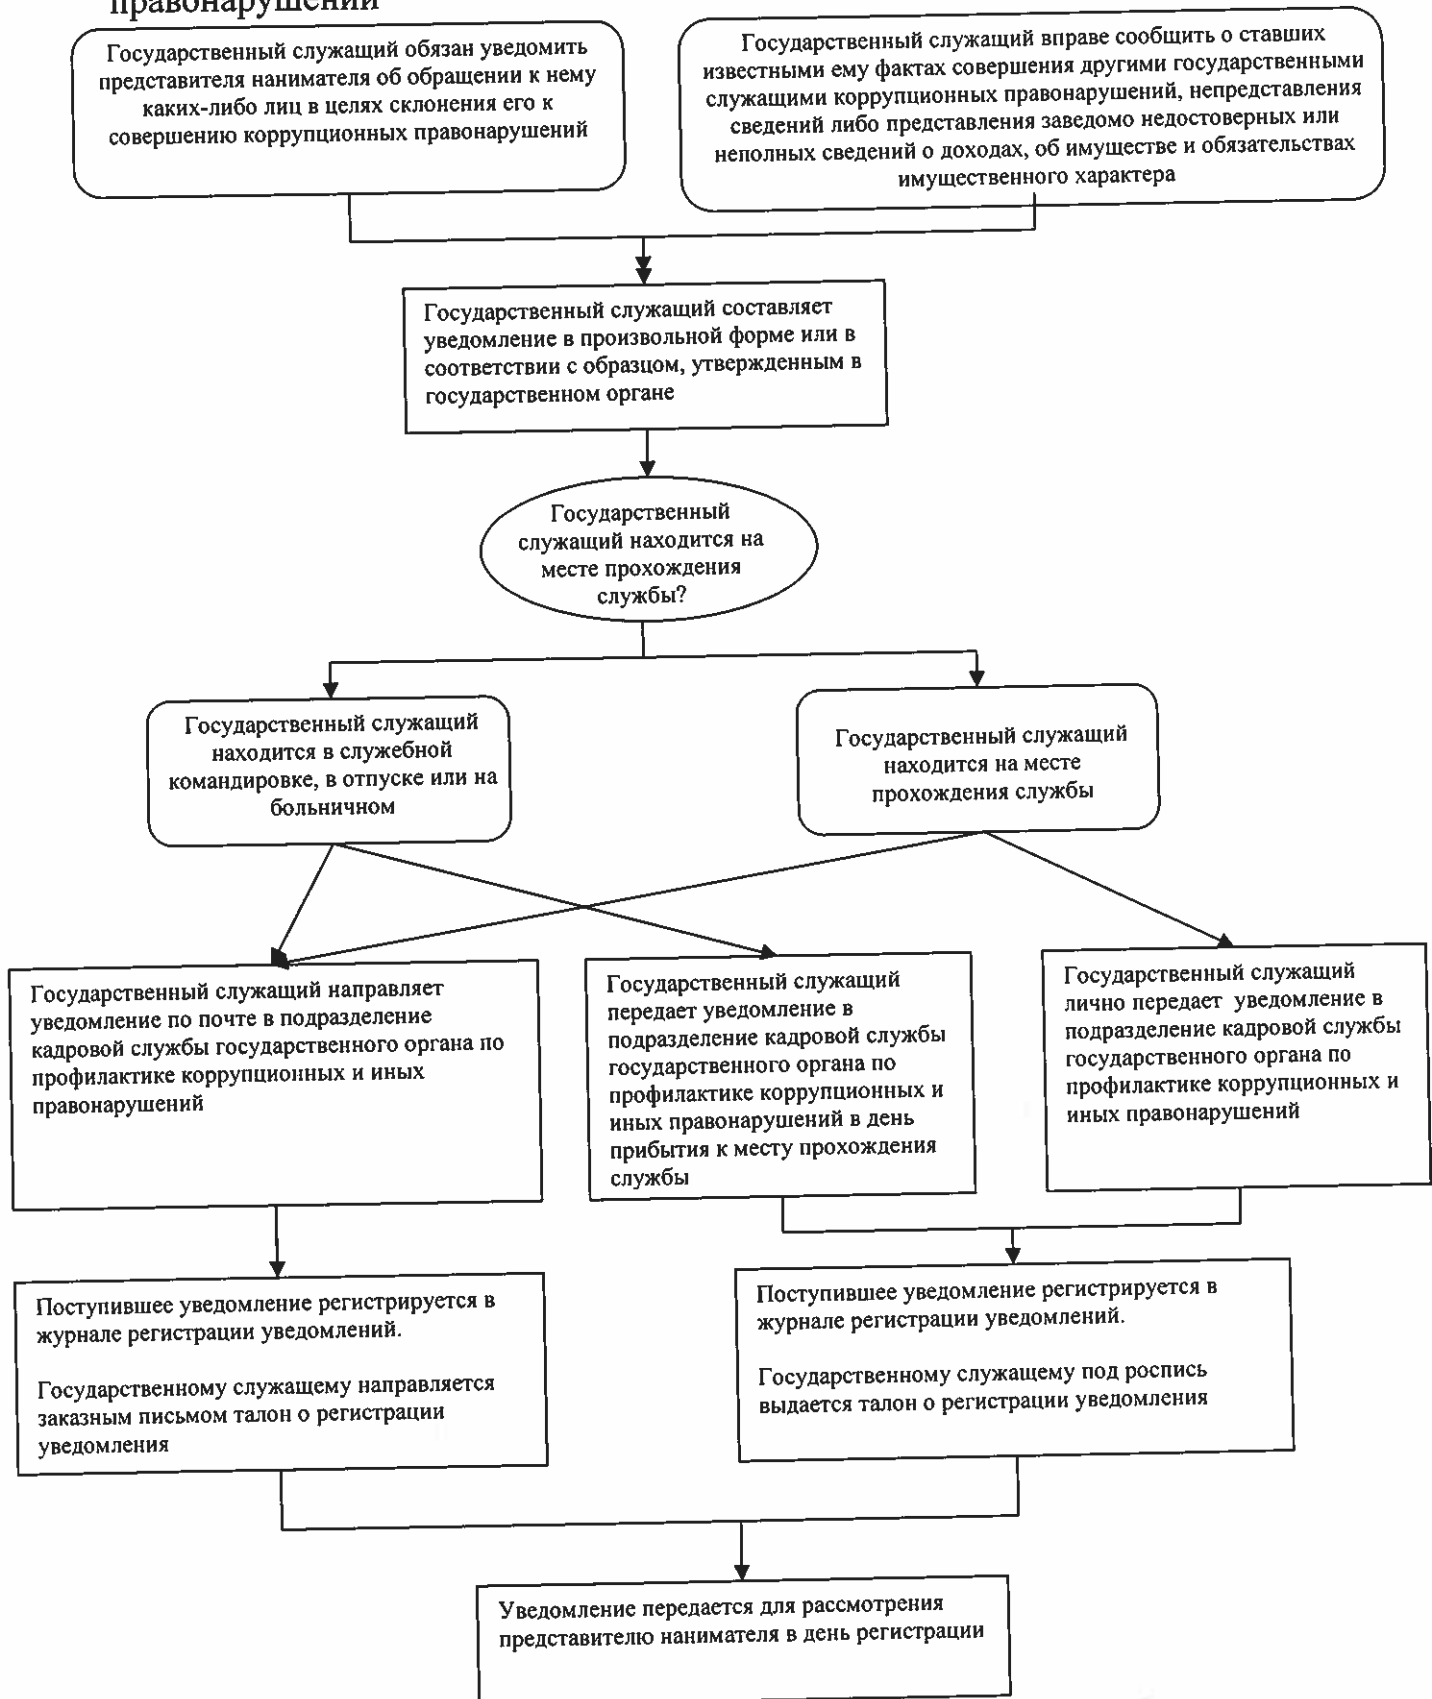 правонарушений
Государственный служащий обязан уведомить
представителя нанимателя об обращении к нему
каких-либо лиц в целях склонения его к
совершению коррупционных правонарушений
Государственный служащий вправе сообщить о ставших
известными ему фактах совершения другими государственными
служащими коррупционных правонарушений, непредставления
сведений либо представления заведомо недостоверных или
неполных сведений о доходах, об имуществе и обязательствах
имущественного характера
Государственный служащий составляет
уведомление в произвольной форме или в
соответствии с образцом, утвержденным в
государственном органе
Государственный
служащий находится на
месте прохождения
службы?
Государственный служащий
находится в служебной
командировке, в отпуске или на
больничном
Государственный служащий
находится на месте
прохождения службы
Государственный служащий направляет
уведомление по почте в подразделение
кадровой службы государственного органа по
профилактике коррупционных и иных
правонарушений
Государственный служащий
передает уведомление в
подразделение кадровой службы
государственного органа по
профилактике коррупционных и
иных правонарушений в день
прибытия к месту прохождения
службы
Государственный служащий
лично передает уведомление в
подразделение кадровой службы
государственного органа по
профилактике коррупционных и
иных правонарушений
Поступившее уведомление регистрируется в
журнале регистрации уведомлений.
Государственному служащему направляется
заказным письмом талон о регистрации
уведомления
Поступившее уведомление регистрируется в
журнале регистрации уведомлений.
Государственному служащему под роспись
выдается талон о регистрации уведомления
Уведомление передается для рассмотрения
представителю нанимателя в день регистрации